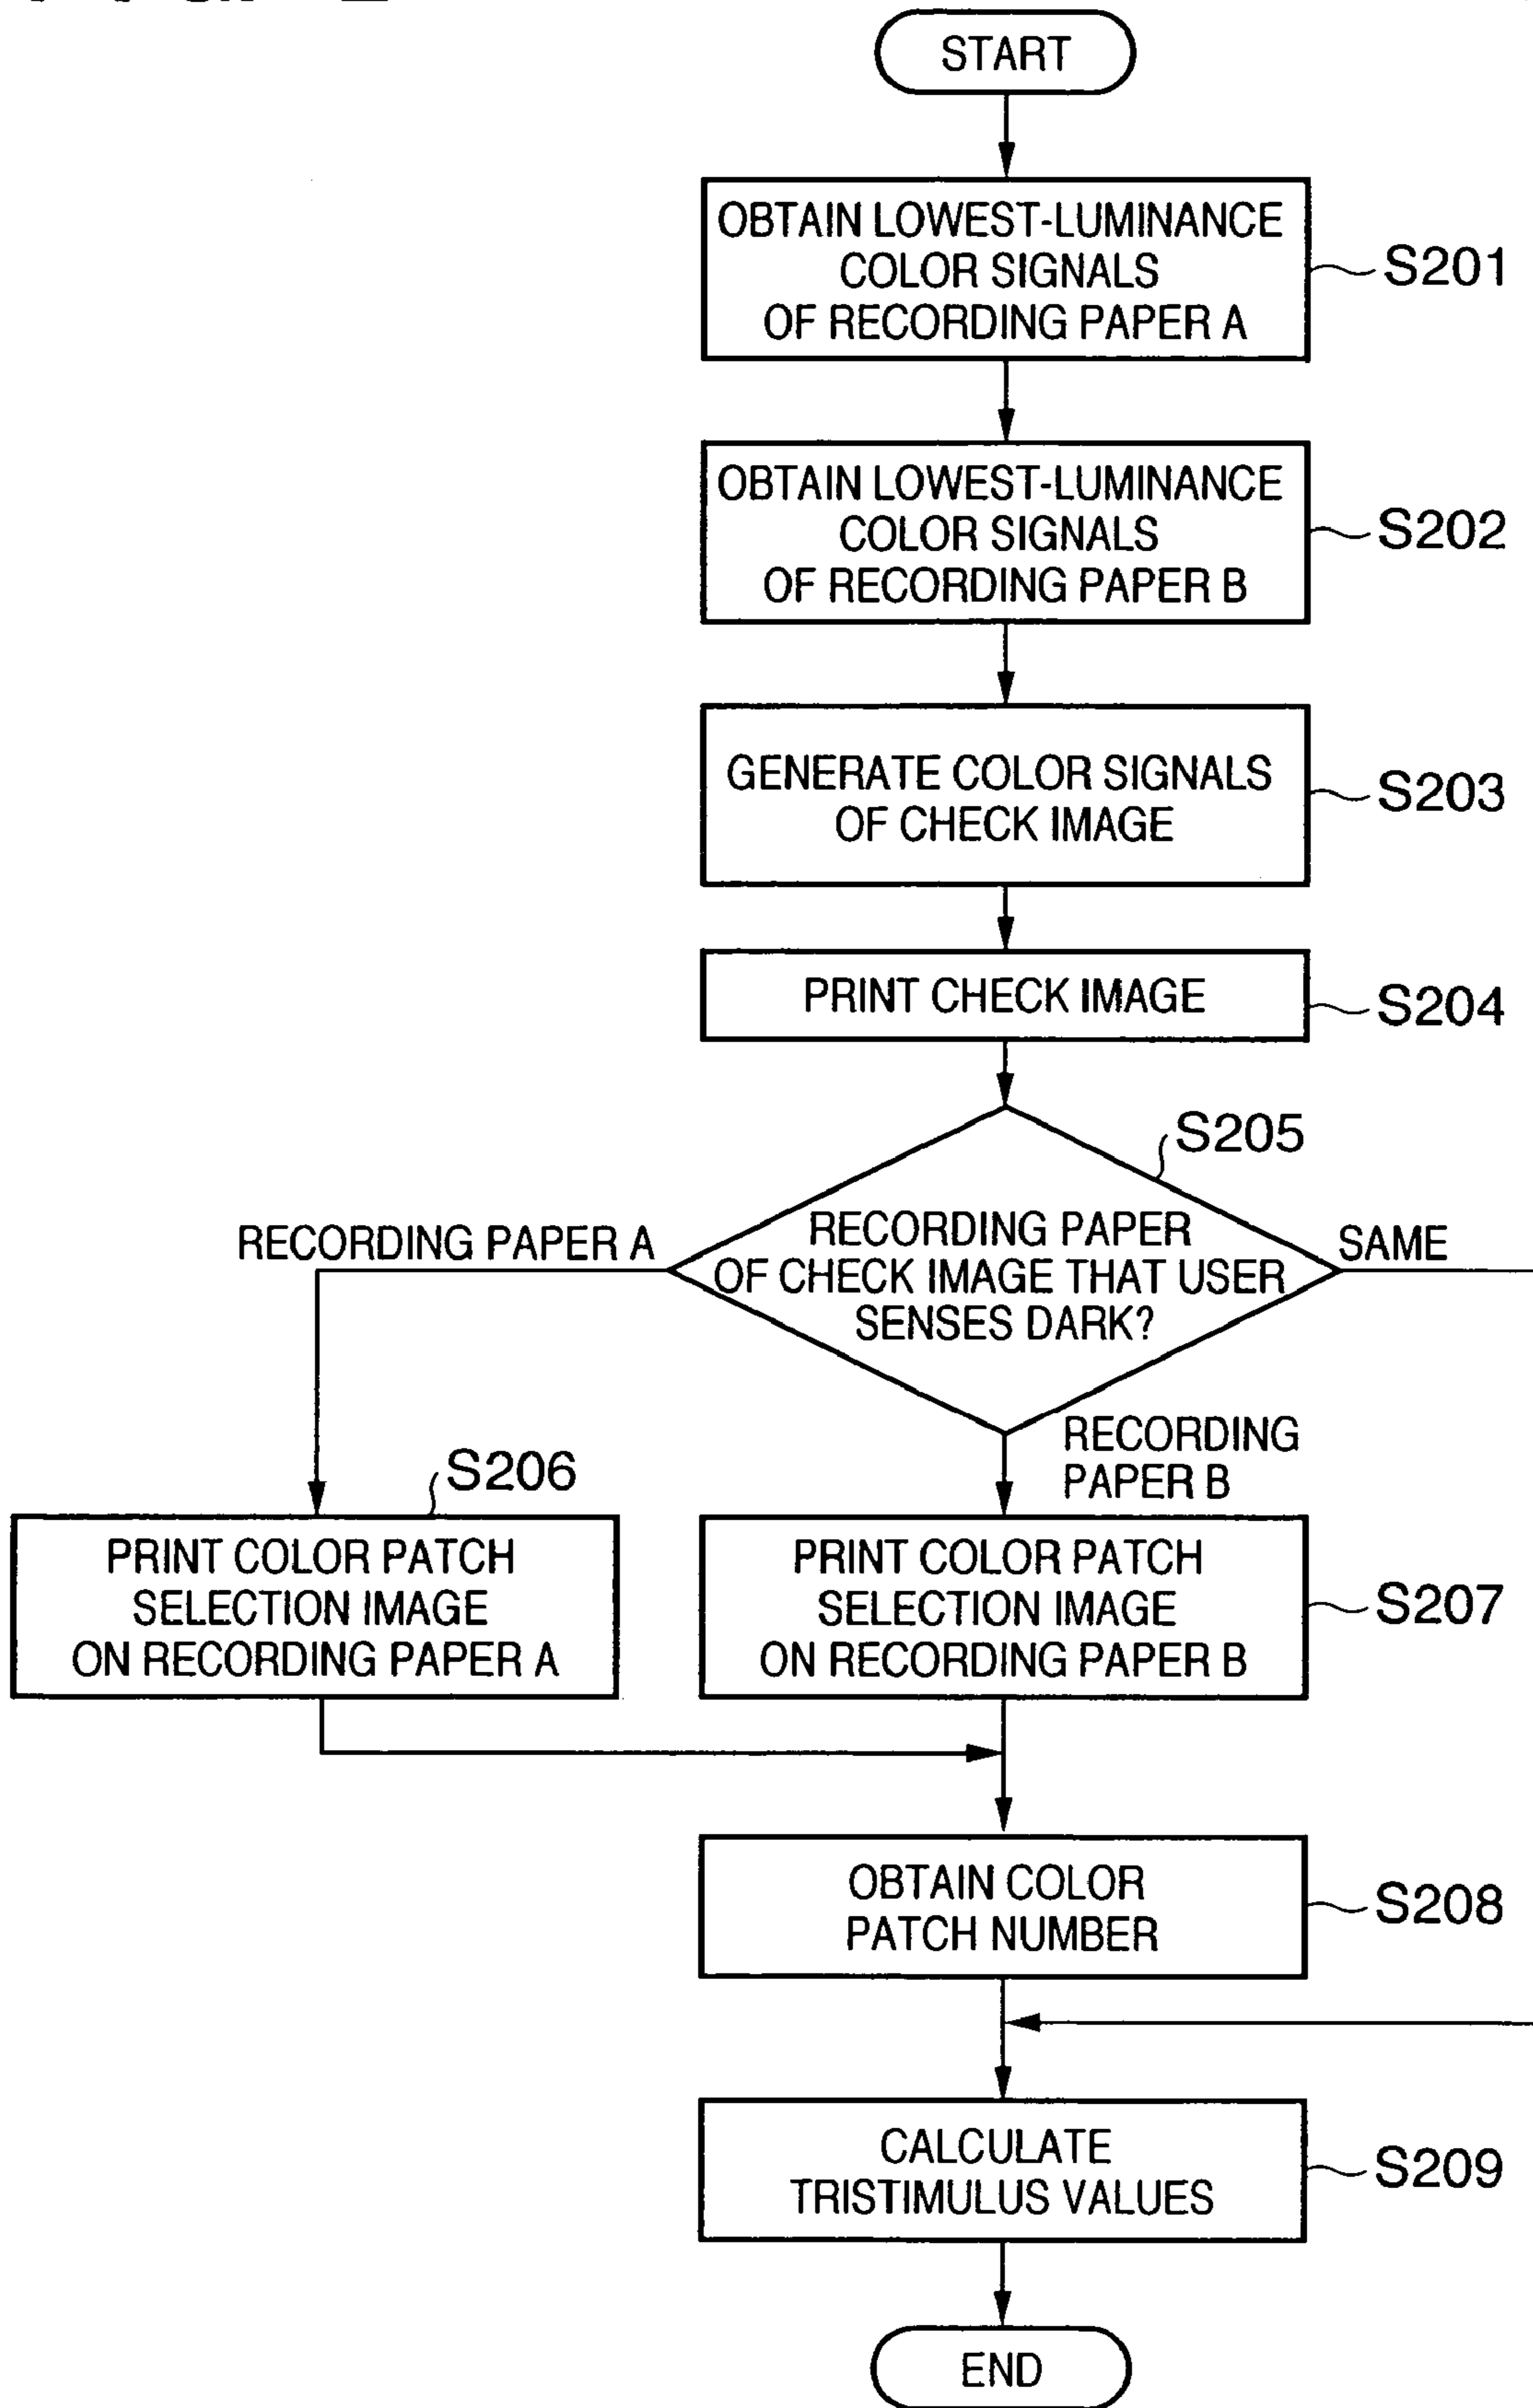 START
OBTAIN LOWEST-LUMINANCE
COLOR SIGNALS
OF RECORDING PAPER A
S201
OBTAIN LOWEST-LUMINANCE
COLOR SIGNALS
OF RECORDING PAPER B
S202
GENERATE COLOR SIGNALS
OF CHECK IMAGE
S203
PRINT CHECK IMAGE
S204
S205
RECORDING PAPER
OF CHECK IMAGE THAT USER
SENSES DARK?
RECORDING PAPER A
SAME
RECORDING
PAPER B
S206
PRINT COLOR PATCH
SELECTION IMAGE
ON RECORDING PAPER A
PRINT COLOR PATCH
SELECTION IMAGE
ON RECORDING PAPER B
S207
OBTAIN COLOR
PATCH NUMBER
S208
CALCULATE
TRISTIMULUS VALUES
S209
END